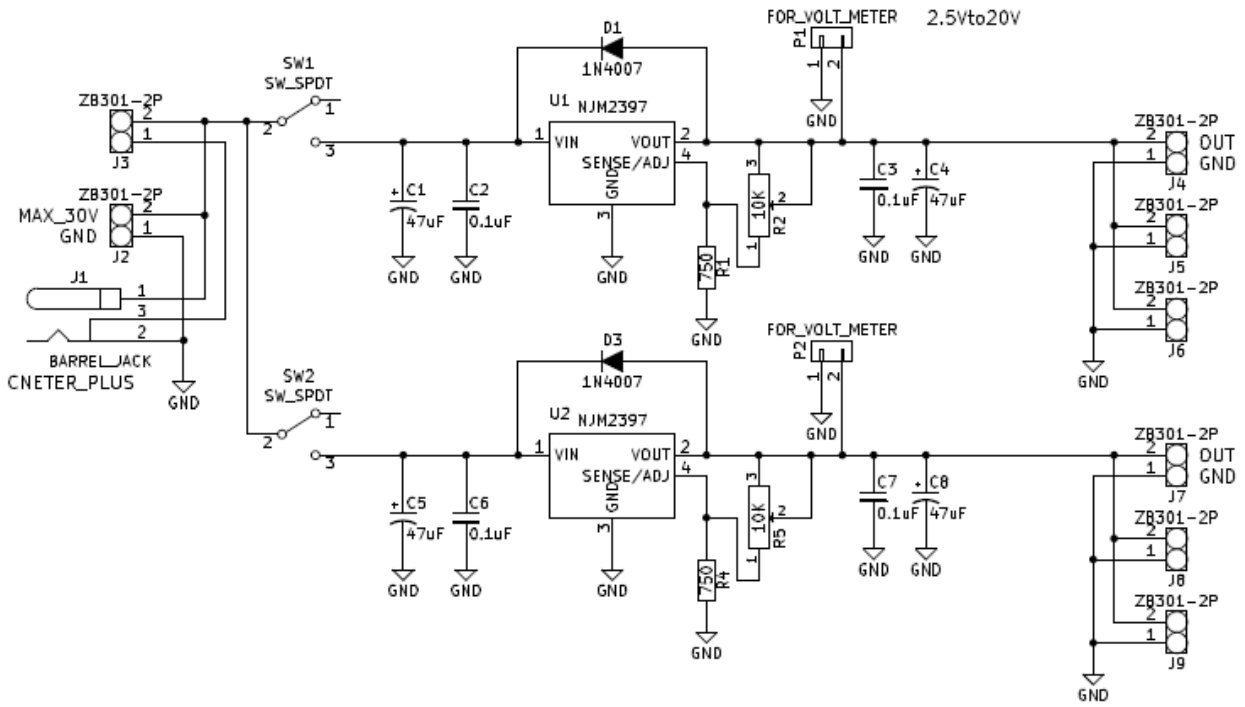 FOR_VOLT_METER 2.5Vto20V
D1
P1
1N4007
1 2
SW1
SW_SPDT
GND
ZB301-2P
2
1
J3
2 1
3
U1 NJM2397
1 VIN VOUT 2
SENSE/ADJ 4
GND
3
GND
C1
47uF
GND
C2
0.1uF
GND
3
10K
2
R2
1
750
R1
GND
C3
0.1uF
GND
C4
47uF
GND
ZB301-2P
2 OUT
1 GND
J4
ZB301-2P
2
1
J5
ZB301-2P
2
1
J6
GND
ZB301-2P
MAX_30V 2
GND 1
J2
J1
1
3
2
BARREL_JACK
CNETER_PLUS
GND
FOR_VOLT_METER
D3
P2
1N4007
1 2
SW2
SW_SPDT
GND
2 1
3
U2 NJM2397
1 VIN VOUT 2
SENSE/ADJ 4
GND
3
GND
C5
47uF
GND
C6
0.1uF
GND
3
10K
2
R5
1
750
R4
GND
C7
0.1uF
GND
C8
47uF
GND
ZB301-2P
2 OUT
1 GND
J7
ZB301-2P
2
1
J8
ZB301-2P
2
1
J9
GND